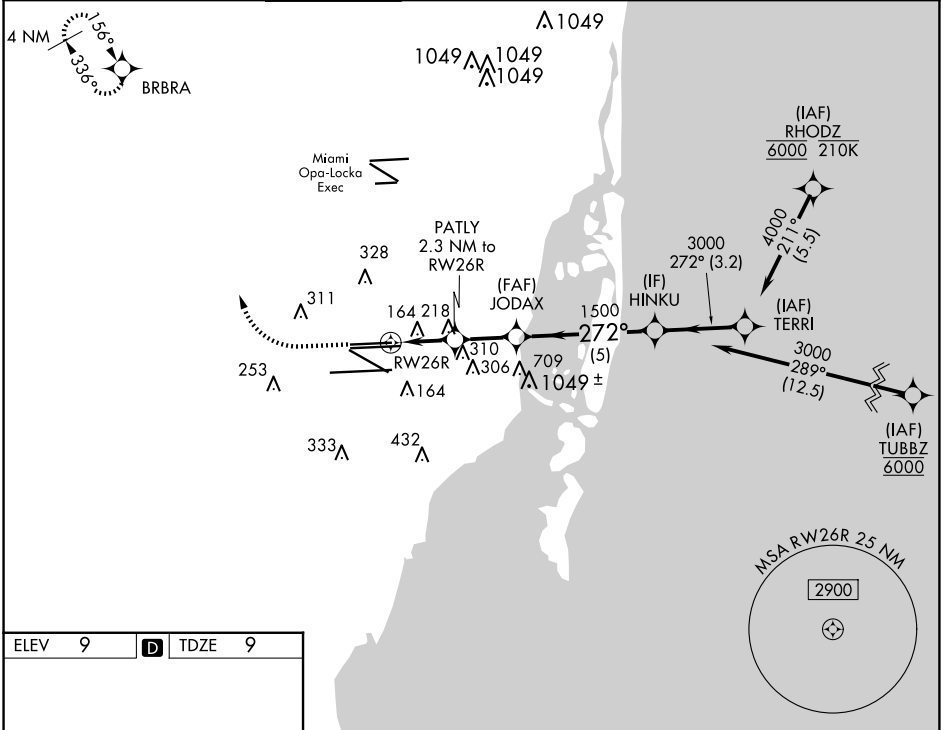 1049
1049
1049
1049
4 NM
156°
336°
BRBRA
(IAF)
RHODZ
6000 210K
Miami
Opa-Locka
Exec
4000
211°
(5.5)
PATLY
2.3 NM to
RW26R
328
3000
272° (3.2)
(FAF)
JODAX
(IF)
HINKU
311
164
218
1500
272°
(5)
(IAF)
TERRI
RW26R
310
306
709
1049 ±
253
164
3000
289°
(12.5)
333
432
(IAF)
TUBBZ
6000
MSA RW26R 25 NM
2900
ELEV 9 D TDZE 9